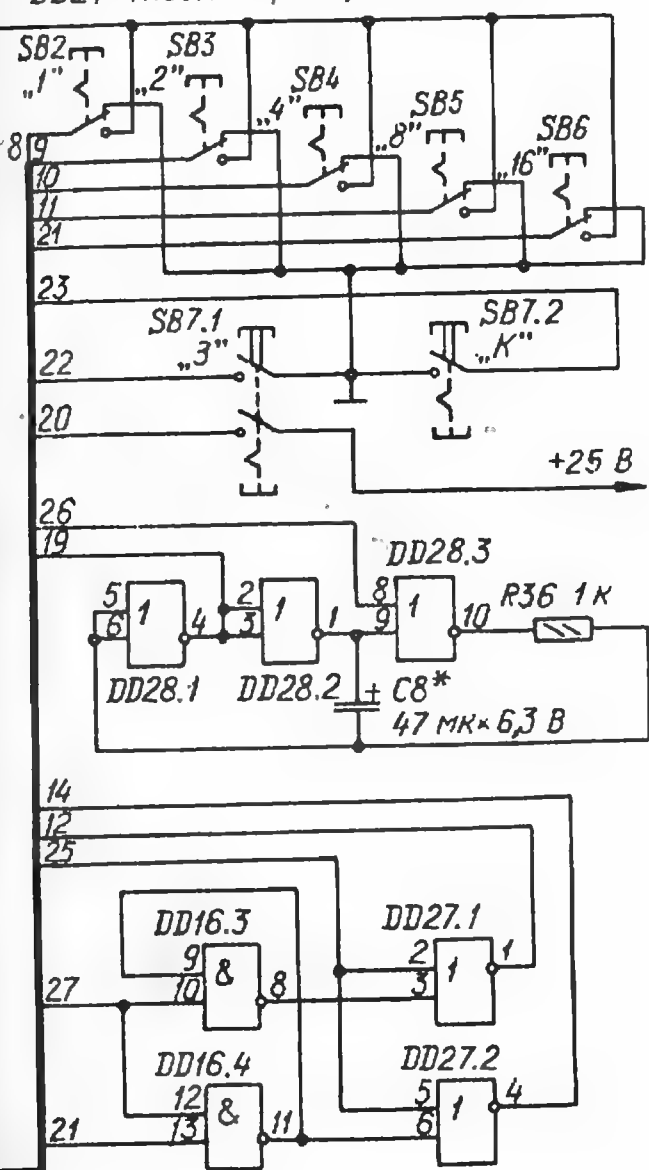 SB2
„1"
SB3
„2"
SB4
„4"
SB5
„8"
SB6
„16"
8
9
10
11
21
23
SB7.1
„З"
SB7.2
„К"
22
20
+25 В
26
19
DD28.3
5
6
1
4
2
3
1
1
8
9
1
10
R36 1 к
DD28.1
DD28.2
+ C8*
47 мк × 6,3 В
14
12
25
DD16.3
9
10
&
8
DD27.1
2
3
1
1
27
DD16.4
12
13
&
11
DD27.2
5
6
1
4
21